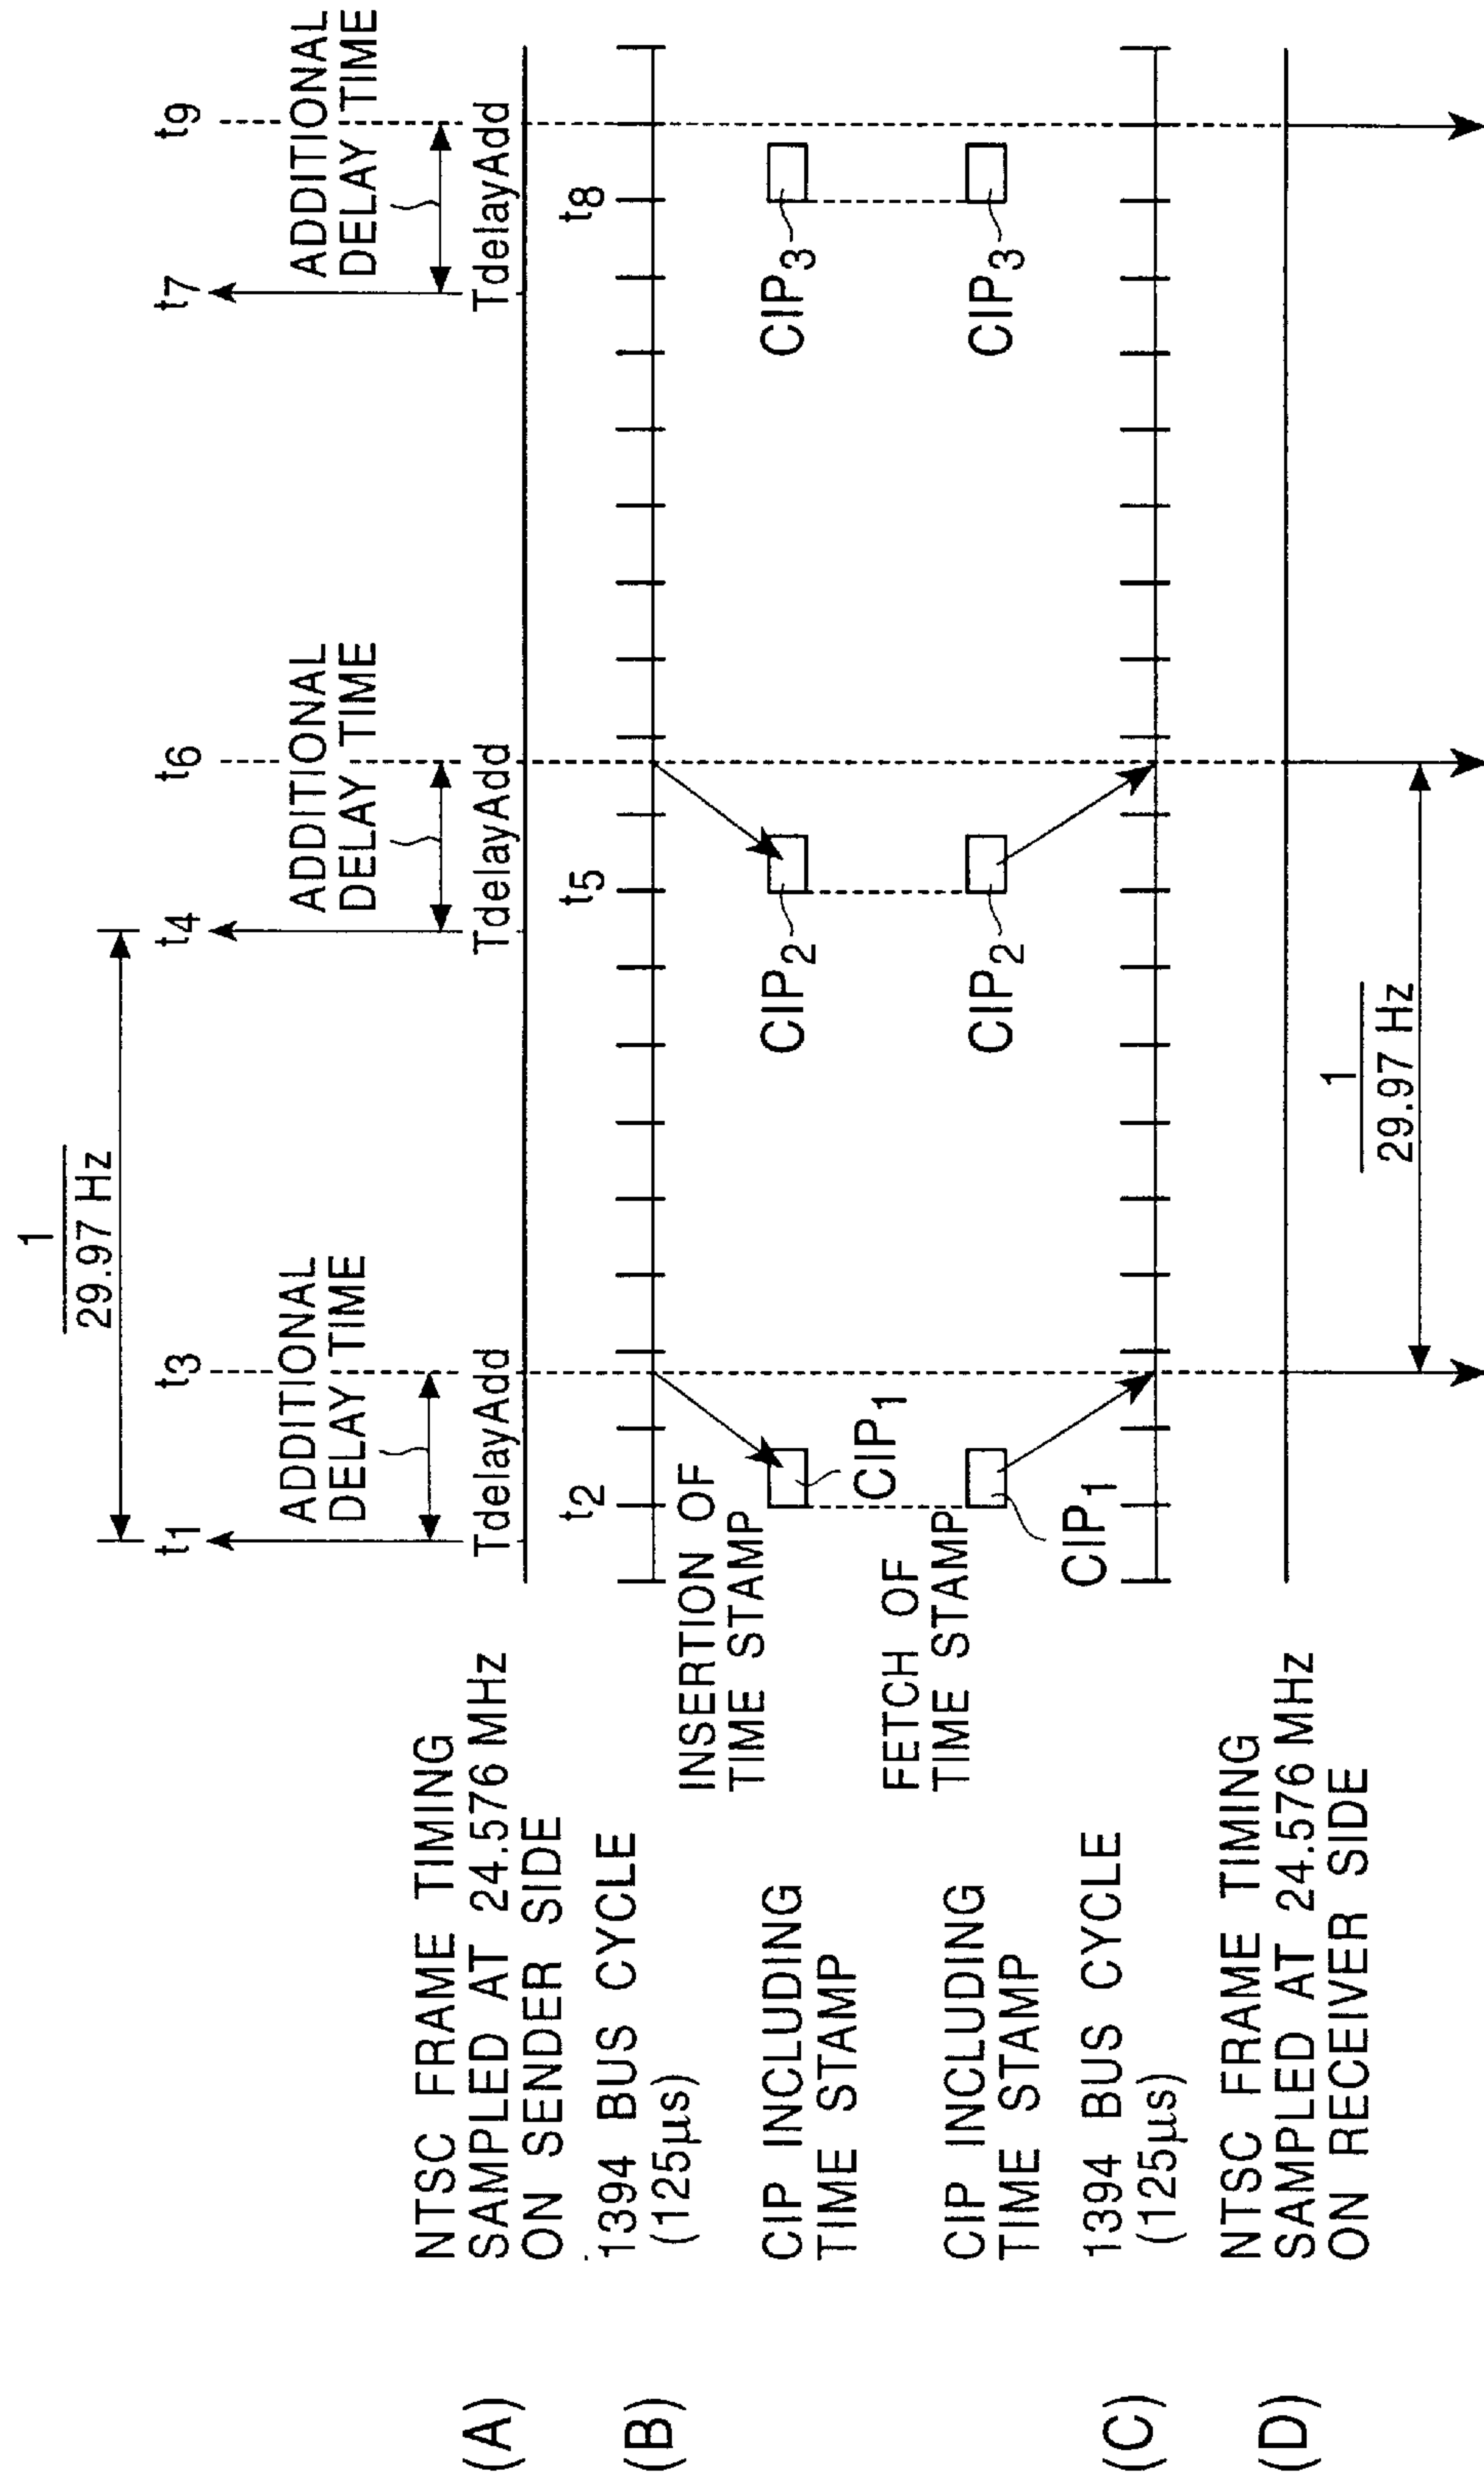 1
29.97 Hz
t1
t3
t4
t6
t7
t9
ADDITIONAL
DELAY TIME
ADDITIONAL
DELAY TIME
ADDITIONAL
DELAY TIME
(A)
NTSC FRAME TIMING
SAMPLED AT 24.576 MHz
ON SENDER SIDE
TdelayAdd
TdelayAdd
TdelayAdd
t2
t5
t8
(B)
1394 BUS CYCLE
(125μs)
INSERTION OF
TIME STAMP
CIP INCLUDING
TIME STAMP
CIP1
CIP2
CIP3
FETCH OF
TIME STAMP
CIP INCLUDING
TIME STAMP
CIP1
CIP2
CIP3
(C)
1394 BUS CYCLE
(125μs)
(D)
NTSC FRAME TIMING
SAMPLED AT 24.576 MHz
ON RECEIVER SIDE
1
29.97 Hz